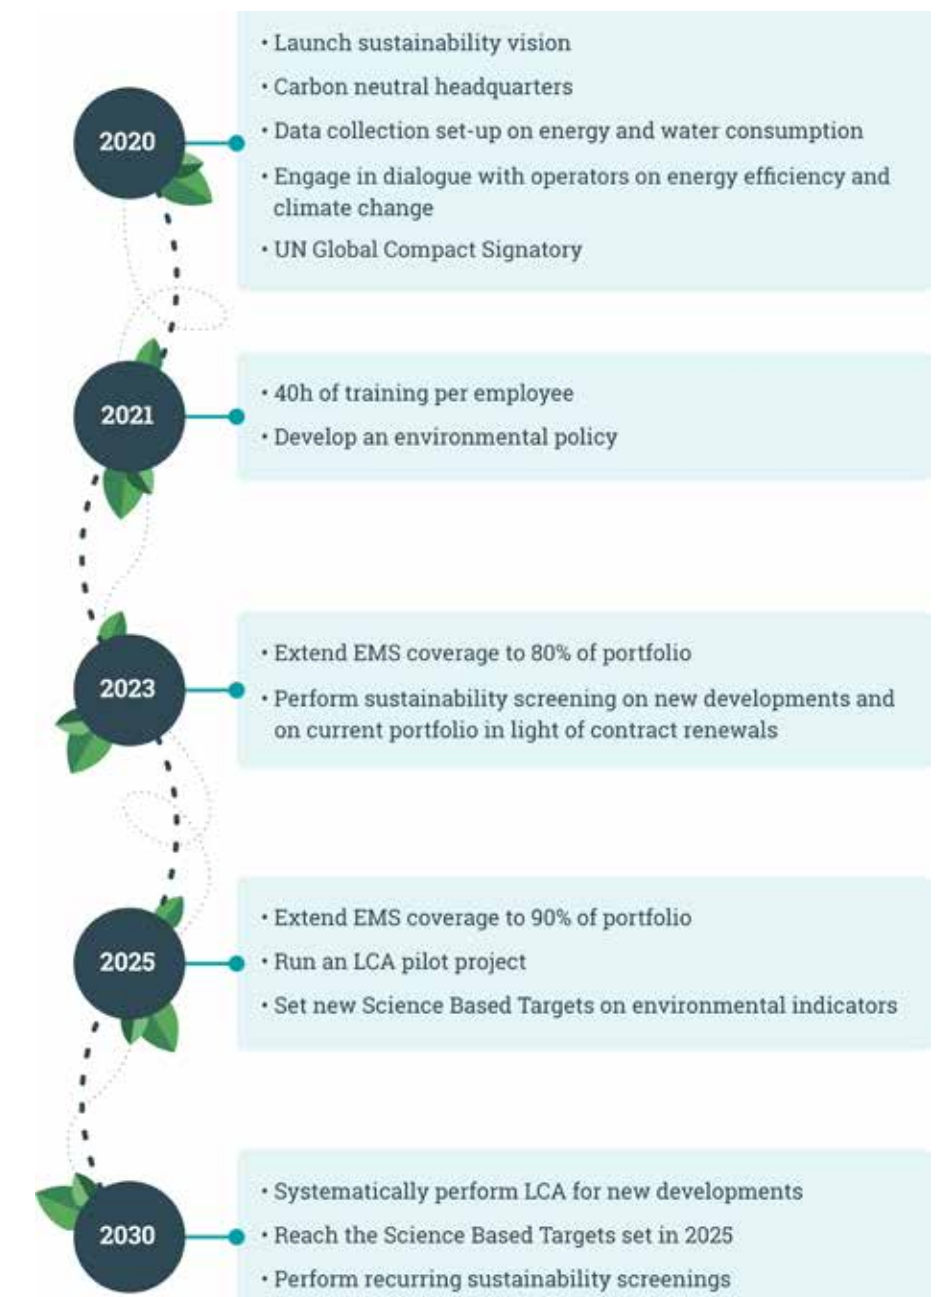 2020
• Launch sustainability vision
• Carbon neutral headquarters
• Data collection set-up on energy and water consumption
• Engage in dialogue with operators on energy efficiency and
climate change
• UN Global Compact Signatory
2021
• 40h of training per employee
• Develop an environmental policy
2023
• Extend EMS coverage to 80% of portfolio
• Perform sustainability screening on new developments and
on current portfolio in light of contract renewals
2025
• Extend EMS coverage to 90% of portfolio
• Run an LCA pilot project
• Set new Science Based Targets on environmental indicators
2030
• Systematically perform LCA for new developments
• Reach the Science Based Targets set in 2025
• Perform recurring sustainability screenings